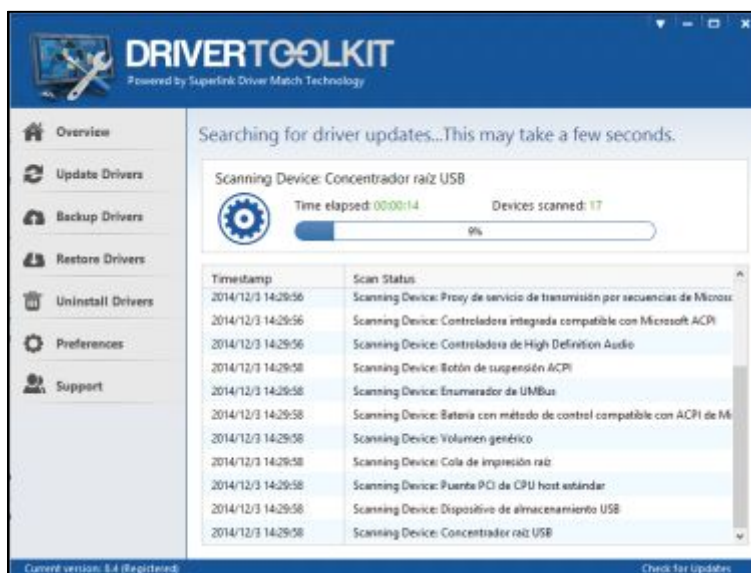 DRIVERTOOLKIT
Powered by Superlink Driver Match Technology
Overview
Update Drivers
Backup Drivers
Restore Drivers
Uninstall Drivers
Preferences
Support
Searching for driver updates...This may take a few seconds.
Scanning Device: Concentrador raíz USB
Time elapsed: 00:00:14 Devices scanned: 17
9%
Timestamp Scan Status
2014/12/3 14:29:56 Scanning Device: Proxy de servicio de transmisión por secuencias de Microso
2014/12/3 14:29:56 Scanning Device: Controladora integrada compatible con Microsoft ACPI
2014/12/3 14:29:56 Scanning Device: Controladora de High Definition Audio
2014/12/3 14:29:58 Scanning Device: Botón de suspensión ACPI
2014/12/3 14:29:58 Scanning Device: Enumerador de UMBus
2014/12/3 14:29:58 Scanning Device: Batería con método de control compatible con ACPI de Mi
2014/12/3 14:29:58 Scanning Device: Volumen genérico
2014/12/3 14:29:58 Scanning Device: Cola de impresión raíz
2014/12/3 14:29:58 Scanning Device: Puente PCI de CPU host estándar
2014/12/3 14:29:58 Scanning Device: Dispositivo de almacenamiento USB
2014/12/3 14:29:58 Scanning Device: Concentrador raíz USB
Current version: 8.4 (Registered) Check for Updates